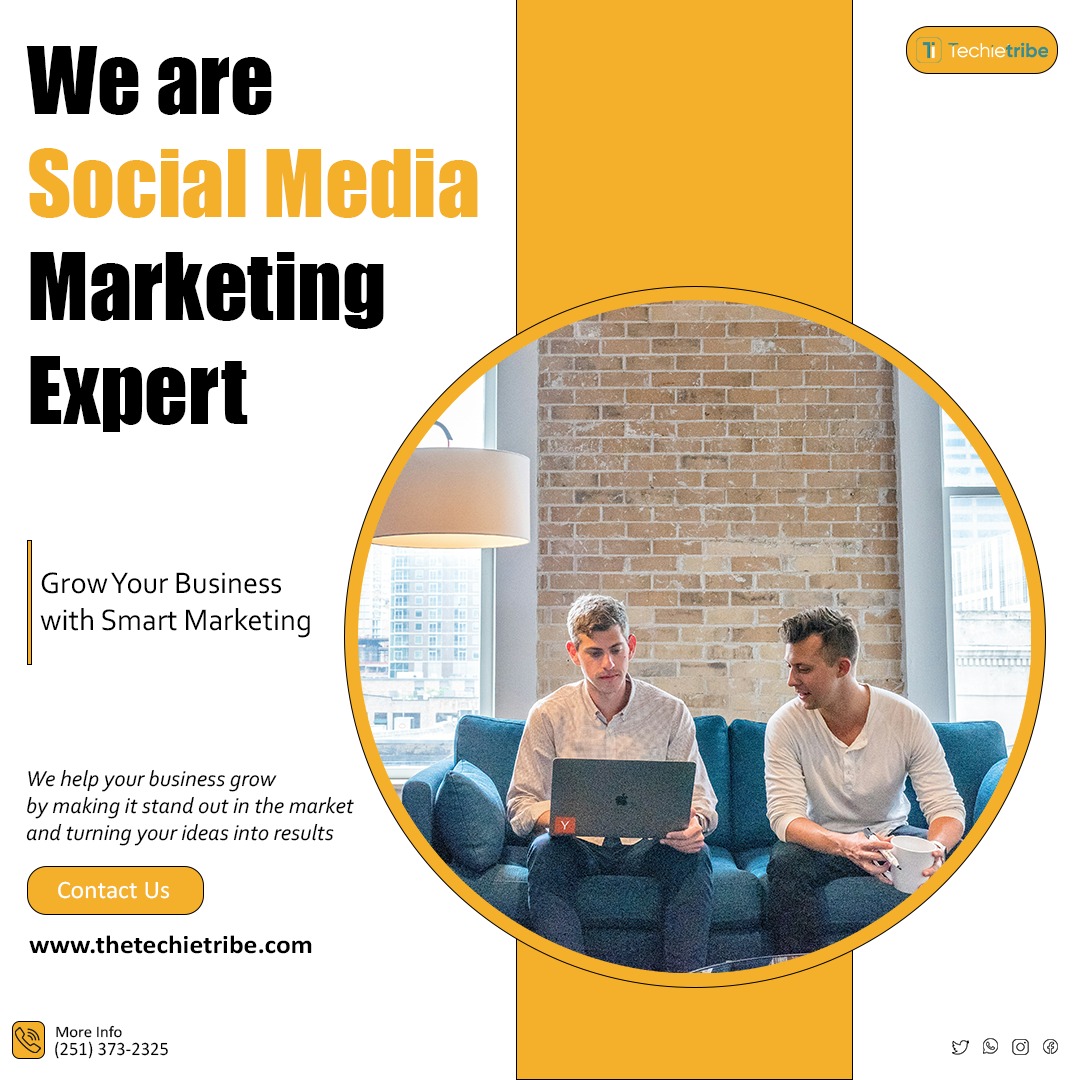 We are
Social Media
Marketing
Expert
Ti Techietribe
Grow Your Business
with Smart Marketing
We help your business grow
by making it stand out in the market
and turning your ideas into results
Contact Us
www.thetechietribe.com
More Info
(251) 373-2325
Y